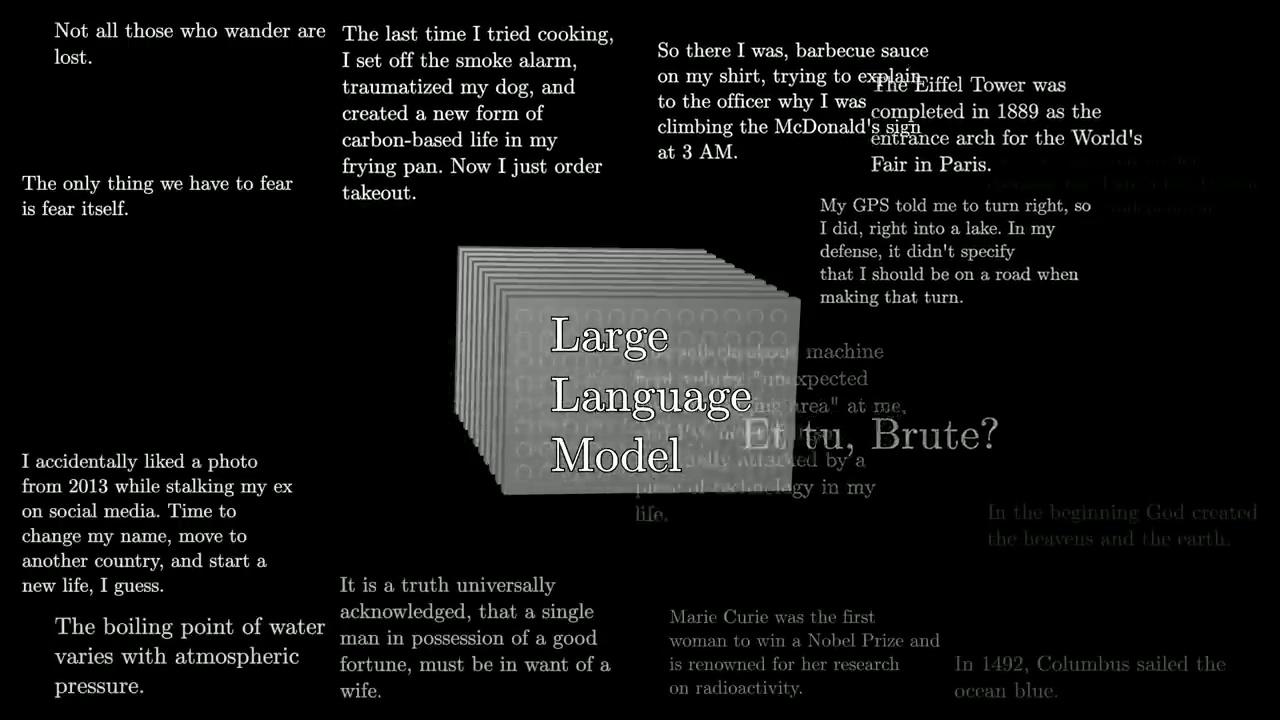 Not all those who wander are
lost.
The last time I tried cooking,
I set off the smoke alarm,
traumatized my dog, and
created a new form of
carbon-based life in my
frying pan. Now I just order
takeout.
So there I was, barbecue sauce
on my shirt, trying to explain
to the officer why I was
climbing the McDonald's sign
at 3 AM.
The Eiffel Tower was
completed in 1889 as the
entrance arch for the World's
Fair in Paris.
The only thing we have to fear
is fear itself.
My GPS told me to turn right, so
I did, right into a lake. In my
defense, it didn't specify
that I should be on a road when
making that turn.
Large
Language
Model
machine
area" at me,
by a
technology in my
life.
Et tu, Brute?
I accidentally liked a photo
from 2013 while stalking my ex
on social media. Time to
change my name, move to
another country, and start a
new life, I guess.
In the beginning God created
the heavens and the earth.
The boiling point of water
varies with atmospheric
pressure.
It is a truth universally
acknowledged, that a single
man in possession of a good
fortune, must be in want of a
wife.
Marie Curie was the first
woman to win a Nobel Prize and
is renowned for her research
on radioactivity.
In 1492, Columbus sailed the
ocean blue.